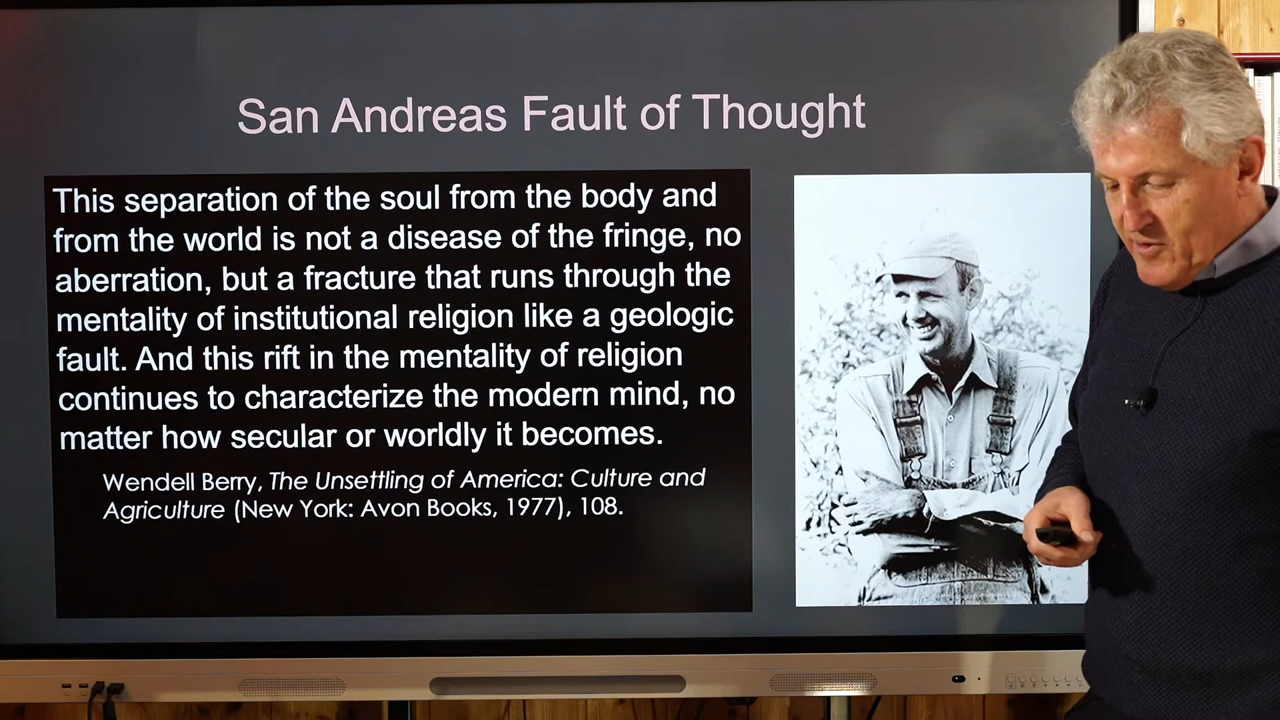 San Andreas Fault of Thought
This separation of the soul from the body and
from the world is not a disease of the fringe, no
aberration, but a fracture that runs through the
mentality of institutional religion like a geologic
fault. And this rift in the mentality of religion
continues to characterize the modern mind, no
matter how secular or worldly it becomes.
Wendell Berry, The Unsettling of America: Culture and
Agriculture (New York: Avon Books, 1977), 108.